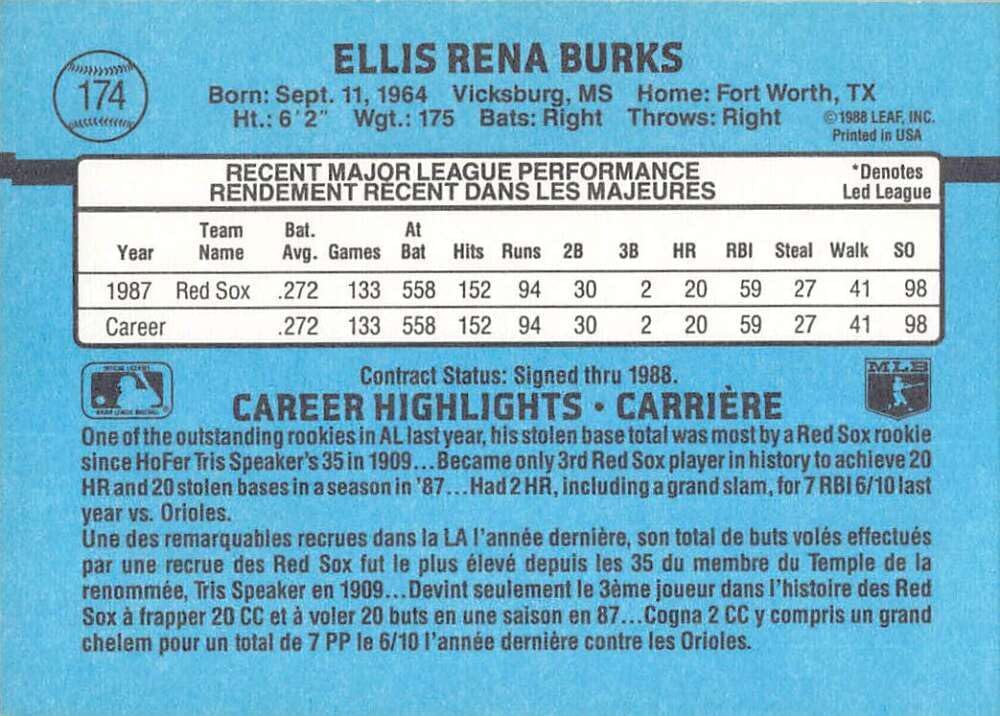 174
ELLIS RENA BURKS
Born: Sept. 11, 1964 Vicksburg, MS Home: Fort Worth, TX
Ht.: 6'2" Wgt.: 175 Bats: Right Throws: Right
©1988 LEAF, INC.
Printed in USA
RECENT MAJOR LEAGUE PERFORMANCE
RENDEMENT RÉCENT DANS LES MAJEURES
*Denotes
Led League
Year Team Name Bat. Avg. Games At Bat Hits Runs 2B 3B HR RBI Steal Walk SO
1987 Red Sox .272 133 558 152 94 30 2 20 59 27 41 98
Career .272 133 558 152 94 30 2 20 59 27 41 98
Contract Status: Signed thru 1988.
MLB
CAREER HIGHLIGHTS • CARRIÈRE
One of the outstanding rookies in AL last year, his stolen base total was most by a Red Sox rookie
since HoFer Tris Speaker's 35 in 1909...Became only 3rd Red Sox player in history to achieve 20
HR and 20 stolen bases in a season in '87...Had 2 HR, including a grand slam, for 7 RBI 6/10 last
year vs. Orioles.
Une des remarquables recrues dans la LA l'année dernière, son total de buts volés effectués
par une recrue des Red Sox fut le plus élevé depuis les 35 du membre du Temple de la
renommée, Tris Speaker en 1909...Devint seulement le 3ème joueur dans l'histoire des Red
Sox à frapper 20 CC et à voler 20 buts en une saison en 87...Cogna 2 CC y compris un grand
chelem pour un total de 7 PP le 6/10 l'année dernière contre les Orioles.